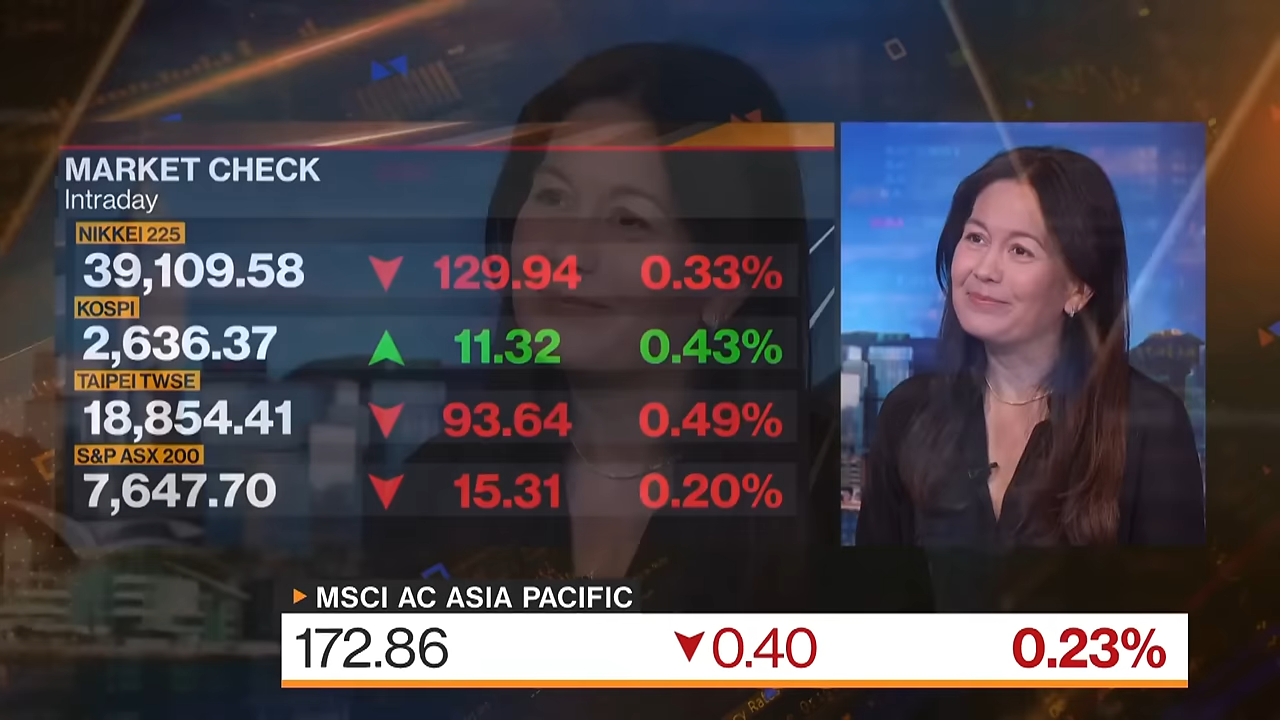 MARKET CHECK
Intraday
NIKKEI 225
39,109.58 129.94 0.33%
KOSPI
2,636.37 11.32 0.43%
TAIPEI TWSE
18,854.41 93.64 0.49%
S&P ASX 200
7,647.70 15.31 0.20%
MSCI AC ASIA PACIFIC
172.86 0.40 0.23%